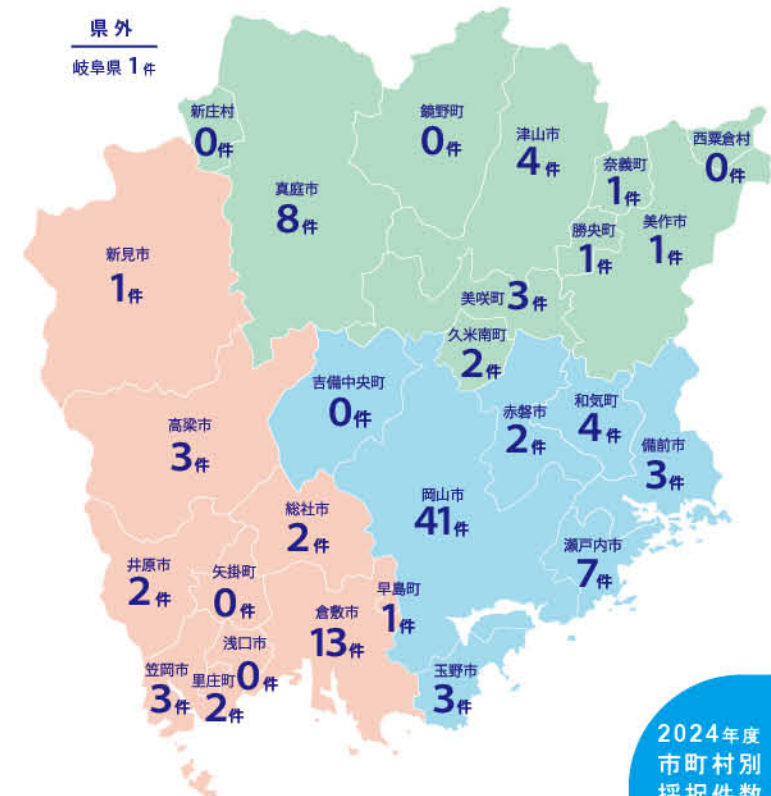 県外
岐阜県 1件
新庄村
0件
鏡野町
0件
津山市
4件
西粟倉村
0件
奈義町
1件
真庭市
8件
勝央町
1件
美作市
1件
新見市
1件
美咲町 3件
久米南町
2件
吉備中央町
0件
赤磐市
2件
和気町
4件
備前市
3件
高梁市
3件
岡山市
41件
総社市
2件
瀬戸内市
7件
井原市
2件
矢掛町
0件
早島町
1件
倉敷市
13件
浅口市
0件
笠岡市
3件
里庄町
2件
玉野市
3件
2024年度
市町村別
採択件数